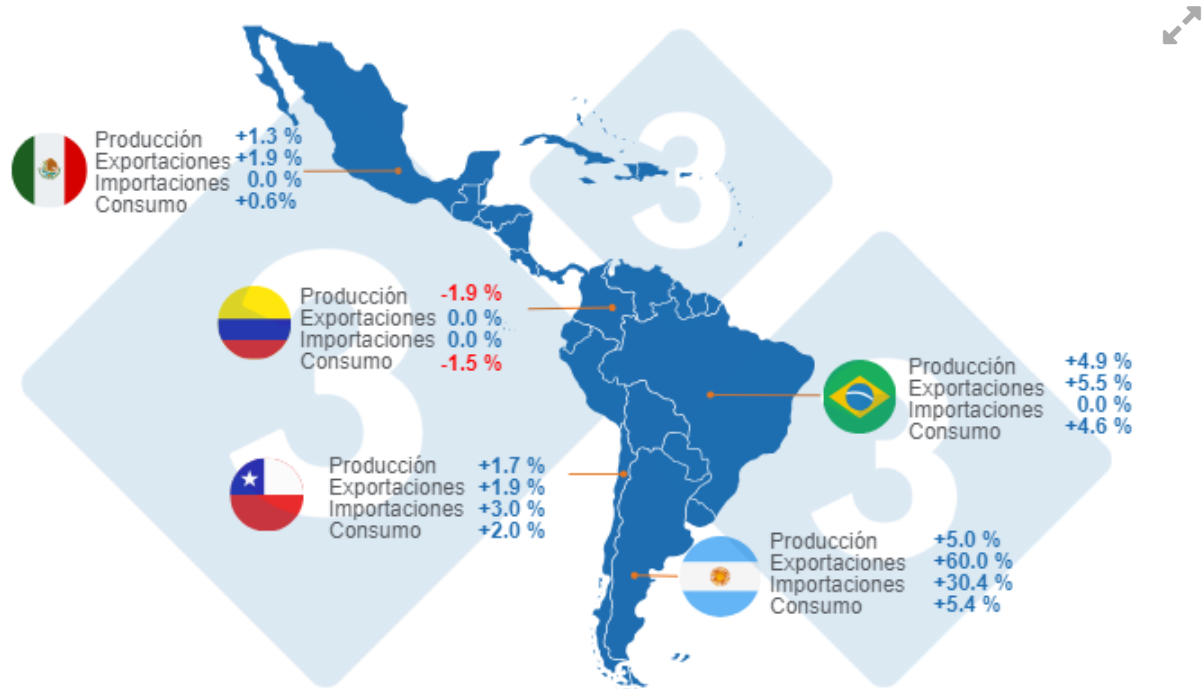 3
Producción +1.3 %
Exportaciones +1.9 %
Importaciones 0.0 %
Consumo +0.6%
3
Producción -1.9 %
Exportaciones 0.0 %
Importaciones 0.0 %
Consumo -1.5 %
Producción +4.9 %
Exportaciones +5.5 %
Importaciones 0.0 %
Consumo +4.6 %
3
Producción +1.7 %
Exportaciones +1.9 %
Importaciones +3.0 %
Consumo +2.0 %
Producción +5.0 %
Exportaciones +60.0 %
Importaciones +30.4 %
Consumo +5.4 %